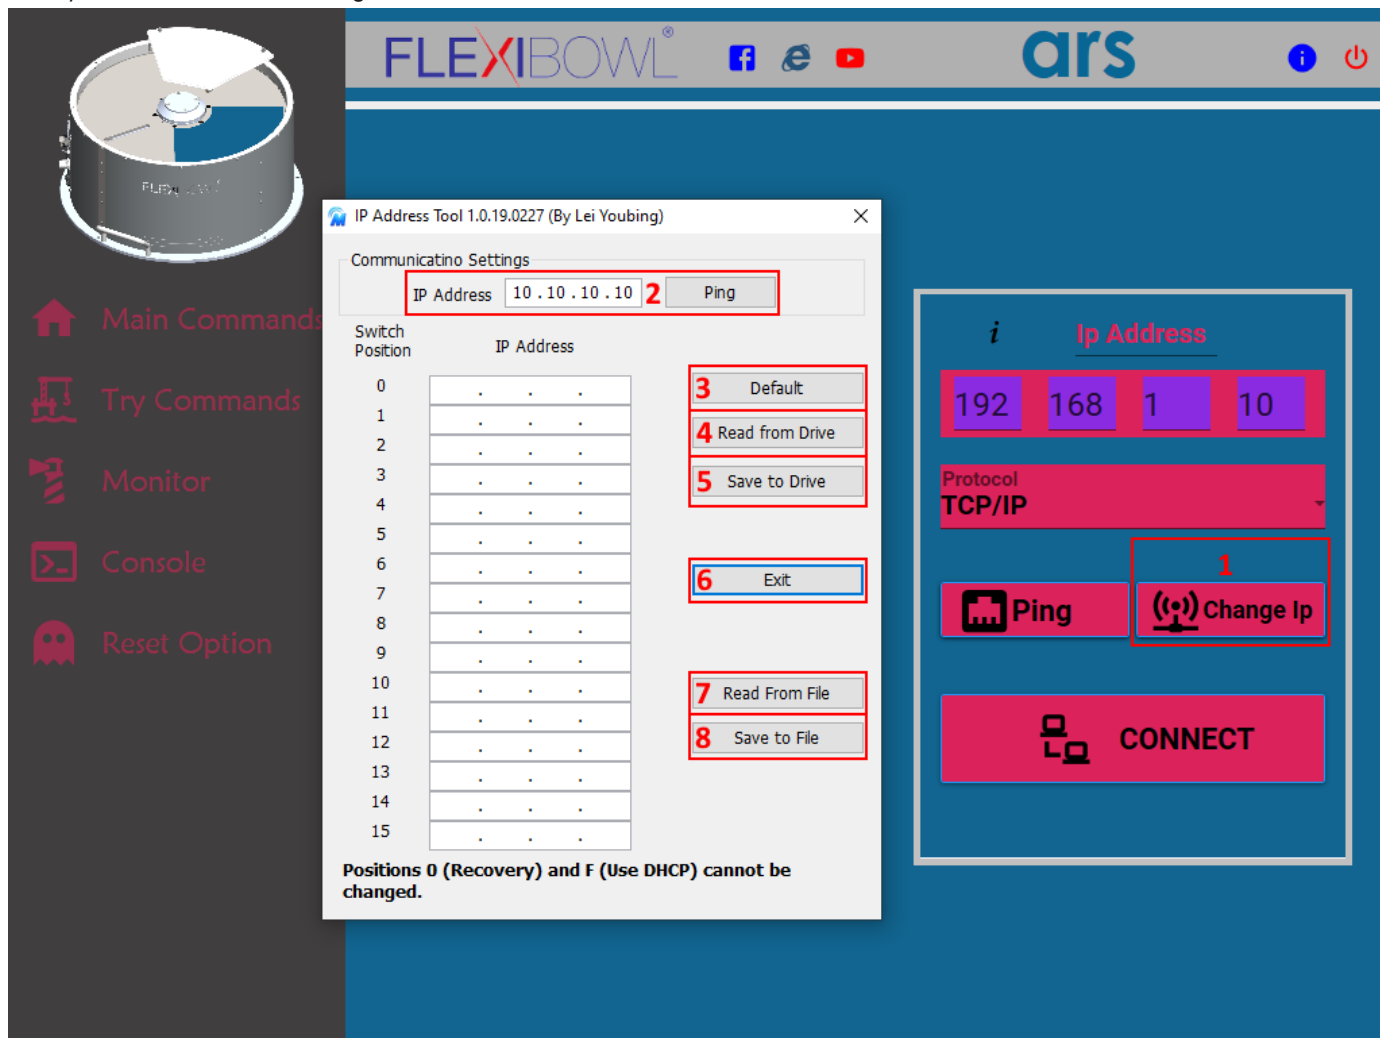 FLEXIBOWL®
ars
IP Address Tool 1.0.19.0227 (By Lei Youbing)
Communicatino Settings
IP Address 10 . 10 . 10 . 10 2 Ping
Switch
Position
IP Address
0
1
2
3
4
5
6
7
8
9
10
11
12
13
14
15
3 Default
4 Read from Drive
5 Save to Drive
6 Exit
7 Read From File
8 Save to File
Positions 0 (Recovery) and F (Use DHCP) cannot be
changed.
Main Commands
Try Commands
Monitor
Console
Reset Option
i Ip Address
192 168 1 10
Protocol
TCP/IP
1
Ping
Change Ip
CONNECT